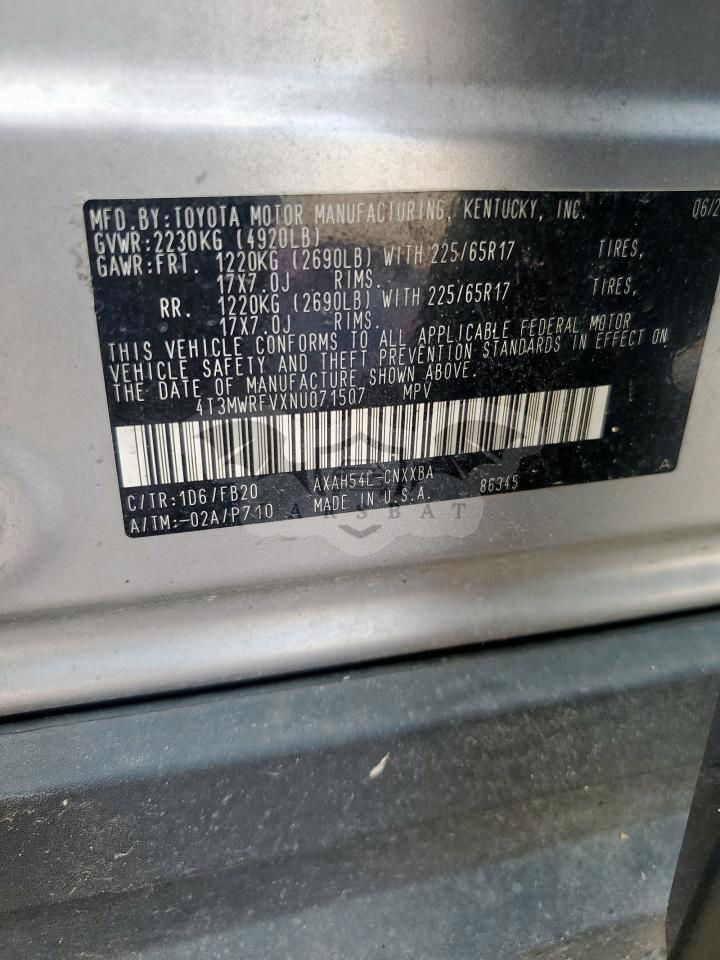 MFD.BY:TOYOTA MOTOR MANUFACTURING, KENTUCKY, INC. 06/2
GVWR:2230KG (4920LB)
GAWR:FRT. 1220KG (2690LB) WITH 225/65R17 TIRES,
17X7.0J RIMS.
RR. 1220KG (2690LB) WITH 225/65R17 TIRES,
17X7.0J RIMS.
THIS VEHICLE CONFORMS TO ALL APPLICABLE FEDERAL MOTOR
VEHICLE SAFETY AND THEFT PREVENTION STANDARDS IN EFFECT ON
THE DATE OF MANUFACTURE SHOWN ABOVE.
4T3MWRFVXNU071507 MPV
C/TR:1D6/FB20 AXAH54L-CNXXBA 86345 A
A/TM:-02A/P710 MADE IN U.S.A.
CARSBAT